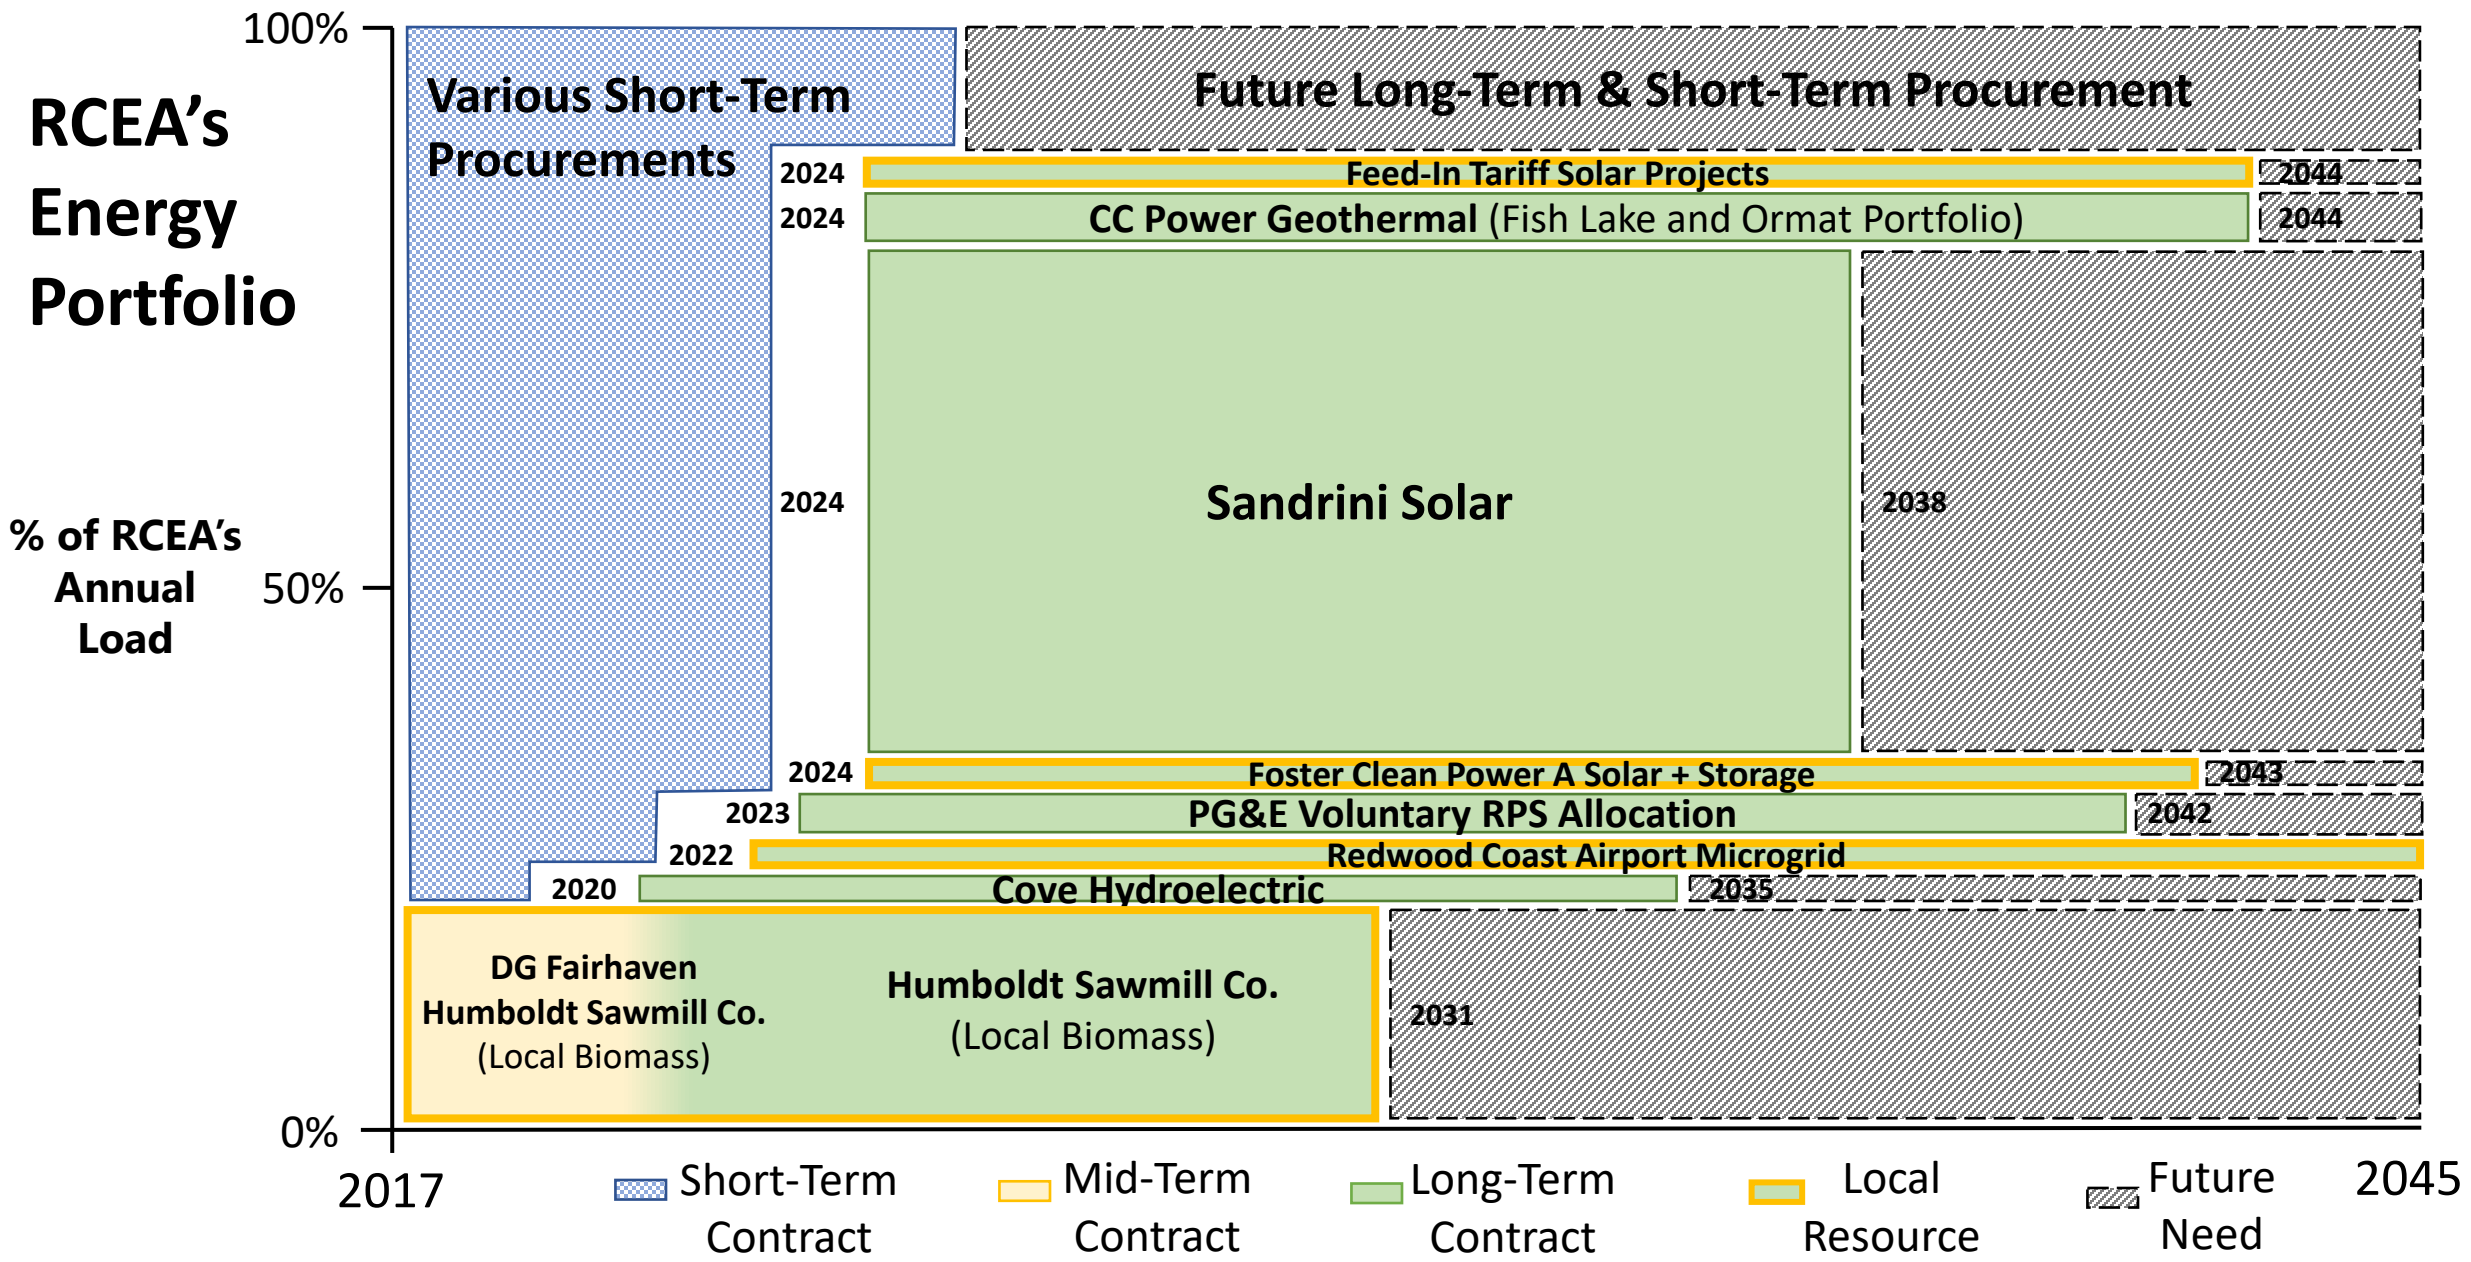 RCEA's
Energy
Portfolio
% of RCEA's
Annual
Load
100%
50%
0%
Various Short-Term
Procurements
Future Long-Term & Short-Term Procurement
2024
Feed-In Tariff Solar Projects
2044
2024
CC Power Geothermal (Fish Lake and Ormat Portfolio)
2044
2024
Sandrini Solar
2038
2024
Foster Clean Power A Solar + Storage
2043
2023
PG&E Voluntary RPS Allocation
2042
2022
Redwood Coast Airport Microgrid
2020
Cove Hydroelectric
2035
DG Fairhaven
Humboldt Sawmill Co.
(Local Biomass)
Humboldt Sawmill Co.
(Local Biomass)
2031
2017
Short-Term
Contract
Mid-Term
Contract
Long-Term
Contract
Local
Resource
Future
Need
2045